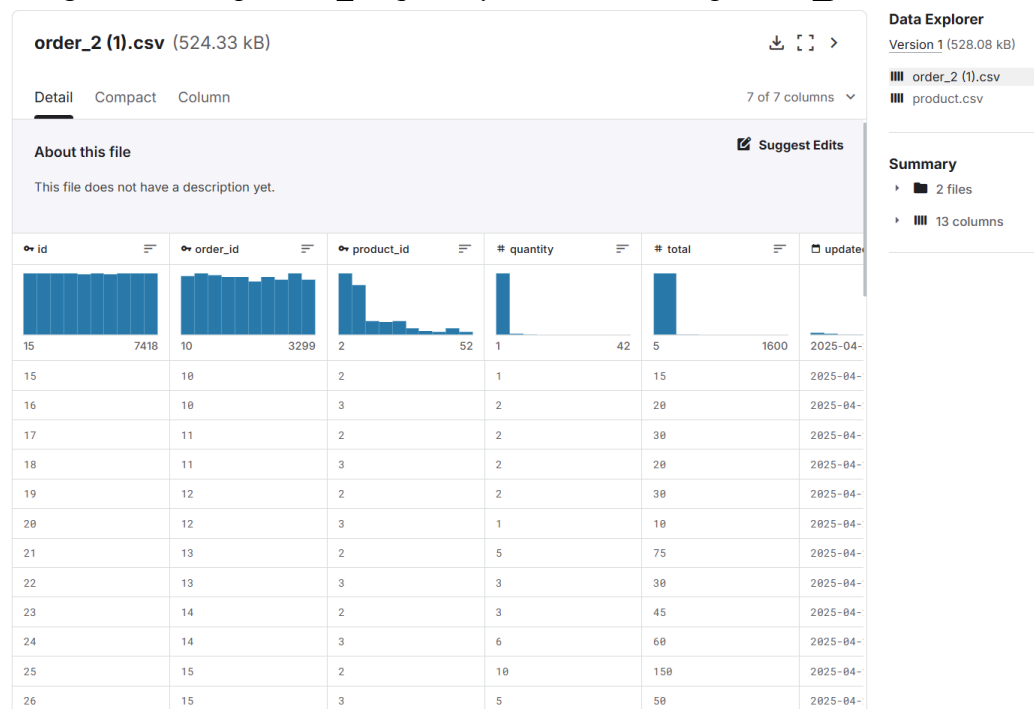 order_2 (1).csv (524.33 kB)
Detail Compact Column 7 of 7 columns
About this file
Suggest Edits
This file does not have a description yet.
id order_id product_id # quantity # total
15 7418 10 3299 2 52 1 42 5 1600 2025-04-
15 10 2 1 15 2025-04-
16 10 3 2 20 2025-04-
17 11 2 2 30 2025-04-
18 11 3 2 20 2025-04-
19 12 2 2 30 2025-04-
20 12 3 1 10 2025-04-
21 13 2 5 75 2025-04-
22 13 3 3 30 2025-04-
23 14 2 3 45 2025-04-
24 14 3 6 60 2025-04-
25 15 2 10 150 2025-04-
26 15 3 5 50 2025-04-
Data Explorer
Version 1 (528.08 kB)
order_2 (1).csv
product.csv
Summary
2 files
13 columns